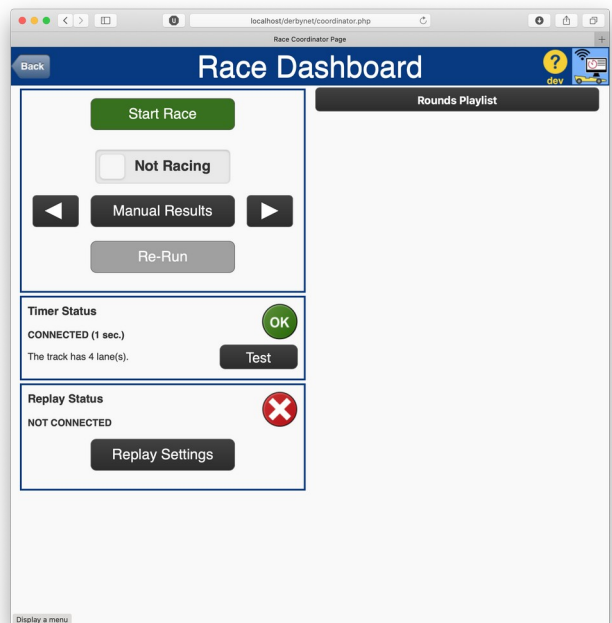 localhost/derbynet/coordinator.php
Race Coordinator Page
Back
Race Dashboard
?
dev
Start Race
Not Racing
Manual Results
Re-Run
Rounds Playlist
Timer Status
OK
CONNECTED (1 sec.)
The track has 4 lane(s).
Test
Replay Status
NOT CONNECTED
Replay Settings
Display a menu